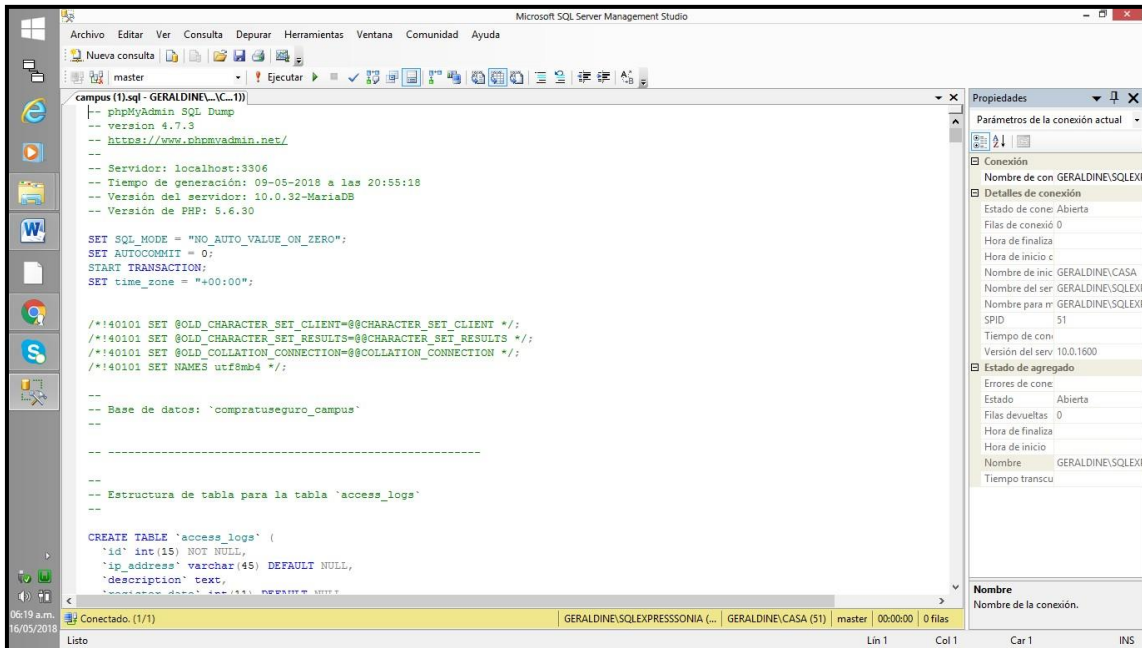 Microsoft SQL Server Management Studio
Archivo Editar Ver Consulta Depurar Herramientas Ventana Comunidad Ayuda
Nueva consulta
master Ejecutar
campus (1).sql - GERALDINE\...\C...1))
-- phpMyAdmin SQL Dump
-- version 4.7.3
-- https://www.phpmyadmin.net/
--
-- Servidor: localhost:3306
-- Tiempo de generación: 09-05-2018 a las 20:55:18
-- Versión del servidor: 10.0.32-MariaDB
-- Versión de PHP: 5.6.30
SET SQL_MODE = "NO_AUTO_VALUE_ON_ZERO";
SET AUTOCOMMIT = 0;
START TRANSACTION;
SET time_zone = "+00:00";
/*!40101 SET @OLD_CHARACTER_SET_CLIENT=@@CHARACTER_SET_CLIENT */;
/*!40101 SET @OLD_CHARACTER_SET_RESULTS=@@CHARACTER_SET_RESULTS */;
/*!40101 SET @OLD_COLLATION_CONNECTION=@@COLLATION_CONNECTION */;
/*!40101 SET NAMES utf8mb4 */;
--
-- Base de datos: `compratuseguro_campus`
--
-- --------------------------------------------------------
--
-- Estructura de tabla para la tabla `access_logs`
--
CREATE TABLE `access_logs` (
`id` int(15) NOT NULL,
`ip_address` varchar(45) DEFAULT NULL,
`description` text,
`register_date` int(11) DEFAULT NULL
Propiedades
Parámetros de la conexión actual
Conexión
Nombre de con GERALDINE\SQLEXP
Detalles de conexión
Estado de cone: Abierta
Filas de conexió 0
Hora de finaliza
Hora de inicio c
Nombre de inic GERALDINE\CASA
Nombre del ser GERALDINE\SQLEXP
Nombre para m GERALDINE\SQLEXP
SPID 51
Tiempo de cone
Versión del serv 10.0.1600
Estado de agregado
Errores de cone
Estado Abierta
Filas devueltas 0
Hora de finaliza
Hora de inicio
Nombre GERALDINE\SQLEXP
Tiempo transcu
Nombre
Nombre de la conexión.
Conectado. (1/1) GERALDINE\SQLEXPRESSSONIA (... GERALDINE\CASA (51) master 00:00:00 0 filas
Listo Lín 1 Col 1 Car 1 INS
06:19 a.m.
16/05/2018